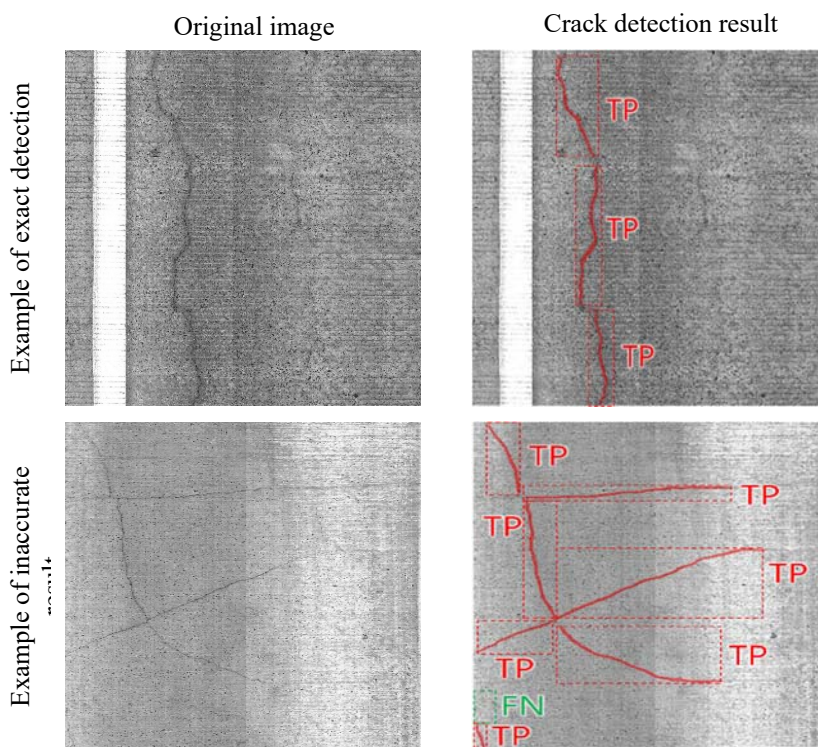 Original image
Crack detection result
Example of exact detection
TP
TP
TP
Example of inaccurate
TP
TP
TP
TP
TP
TP
FN
TP